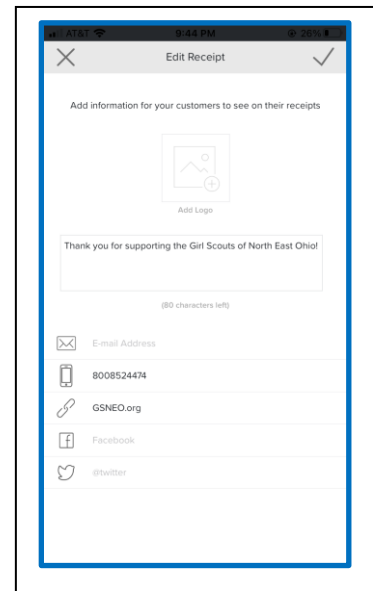 AT&T 9:44 PM 26%
Edit Receipt
Add information for your customers to see on their receipts
Add Logo
Thank you for supporting the Girl Scouts of North East Ohio!
(80 characters left)
E-mail Address
8008524474
GSNEO.org
Facebook
@twitter